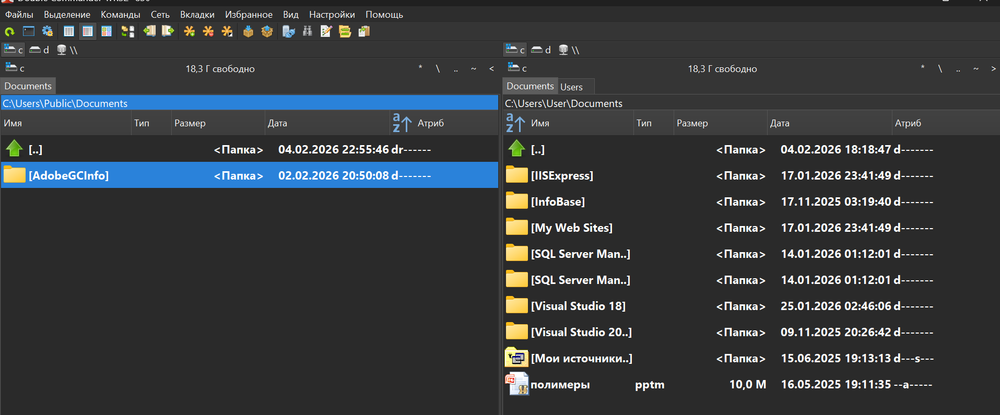 Файлы Выделение Команды Сеть Вкладки Избранное Вид Настройки Помощь
c d \\
c 18,3 Г свободно * \ .. ~ <
Documents
C:\Users\Public\Documents
Имя Тип Размер Дата Атриб
[..] <Папка> 04.02.2026 22:55:46 dr------
[AdobeGCInfo] <Папка> 02.02.2026 20:50:08 d-------
c d \\
c 18,3 Г свободно * \ .. ~ >
Documents Users
C:\Users\User\Documents
Имя Тип Размер Дата Атриб
[..] <Папка> 04.02.2026 18:18:47 d-------
[IISExpress] <Папка> 17.01.2026 23:41:49 d-------
[InfoBase] <Папка> 17.11.2025 03:19:40 d-------
[My Web Sites] <Папка> 17.01.2026 23:41:49 d-------
[SQL Server Man..] <Папка> 14.01.2026 01:12:01 d-------
[SQL Server Man..] <Папка> 14.01.2026 01:12:01 d-------
[Visual Studio 18] <Папка> 25.01.2026 02:46:06 d-------
[Visual Studio 20..] <Папка> 09.11.2025 20:26:42 d-------
[Мои источники..] <Папка> 15.06.2025 19:13:13 d---s---
полимеры pptm 10,0 М 16.05.2025 19:11:35 --a-----